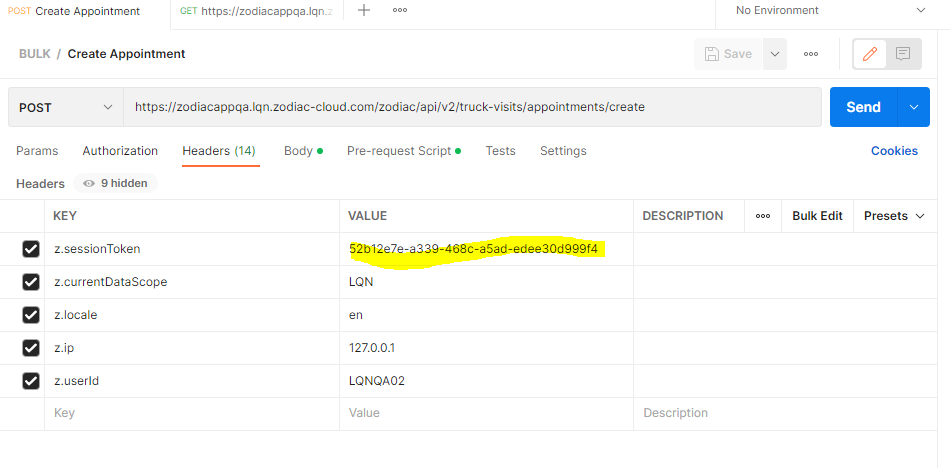 POST Create Appointment GET https://zodiacappqa.lqn.z No Environment
BULK / Create Appointment Save
POST https://zodiacappqa.lqn.zodiac-cloud.com/zodiac/api/v2/truck-visits/appointments/create Send
Params Authorization Headers (14) Body Pre-request Script Tests Settings Cookies
Headers 9 hidden
KEY VALUE DESCRIPTION Bulk Edit Presets
z.sessionToken 52b12e7e-a339-468c-a5ad-edee30d999f4
z.currentDataScope LQN
z.locale en
z.ip 127.0.0.1
z.userId LQNQA02
Key Value Description